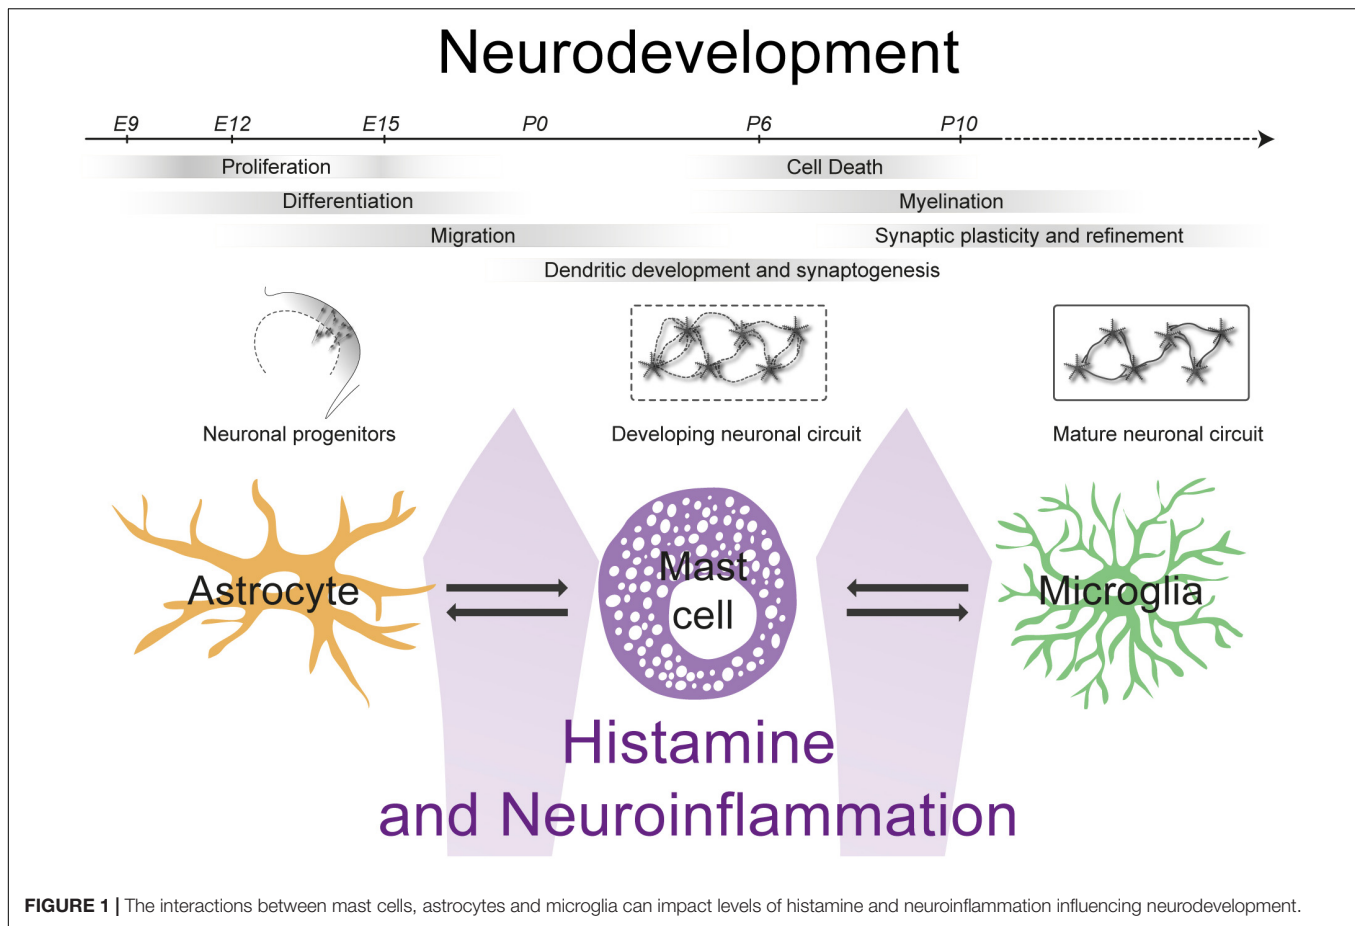 Neurodevelopment
E9 E12 E15 P0 P6 P10
Proliferation Cell Death
Differentiation Myelination
Migration Synaptic plasticity and refinement
Dendritic development and synaptogenesis
Neuronal progenitors Developing neuronal circuit Mature neuronal circuit
Astrocyte Mast cell Microglia
Histamine
and Neuroinflammation
FIGURE 1 | The interactions between mast cells, astrocytes and microglia can impact levels of histamine and neuroinflammation influencing neurodevelopment.